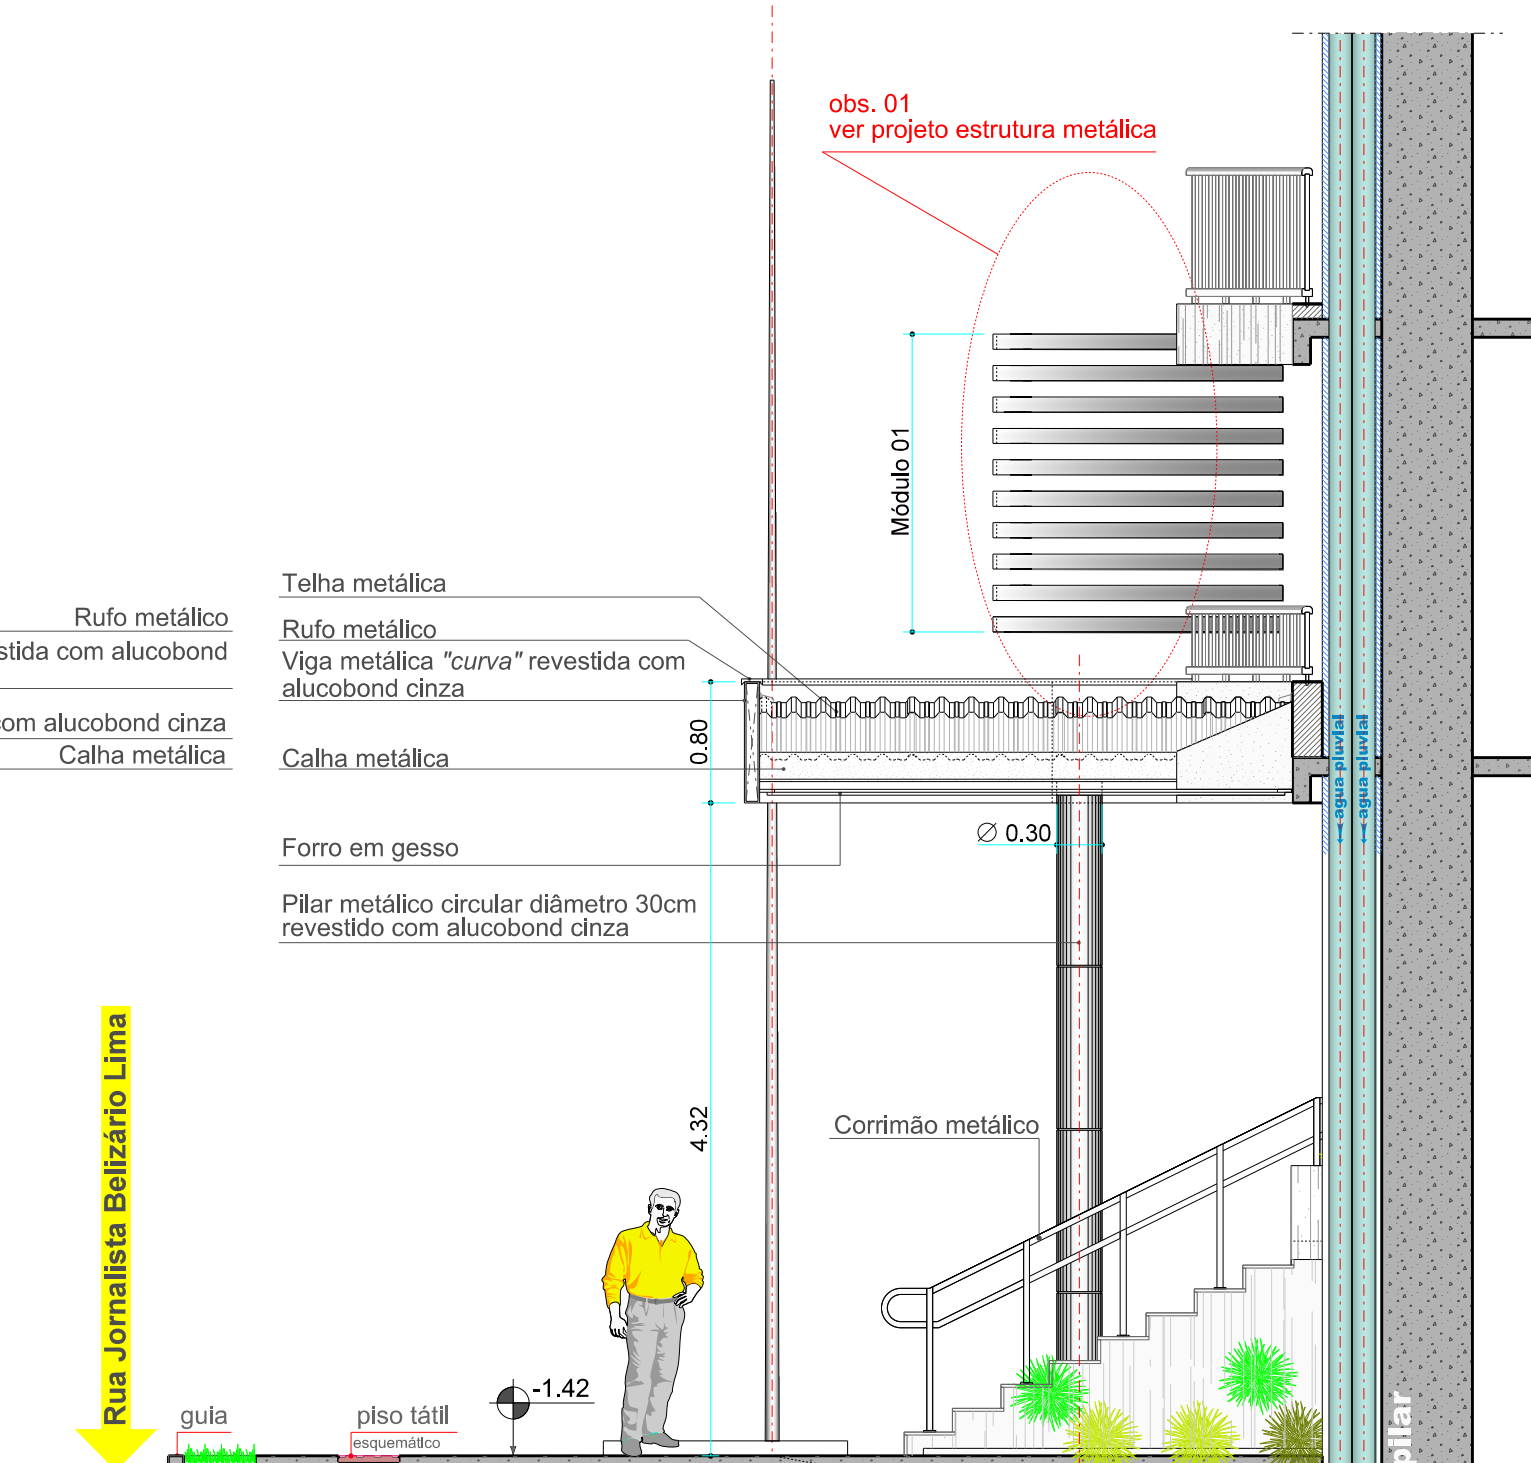 obs. 01
ver projeto estrutura metálica
Módulo 01
Telha metálica
Rufo metálico
Rufo metálico
Viga metálica "curva" revestida com
alucobond cinza
stida com alucobond
com alucobond cinza
Calha metálica
Calha metálica
0.80
agua pluvial
agua pluvial
Ø 0.30
Forro em gesso
Pilar metálico circular diâmetro 30cm
revestido com alucobond cinza
4.32
Corrimão metálico
Rua Jornalista Belizário Lima
-1.42
guia
piso tátil
esquemático
pilar